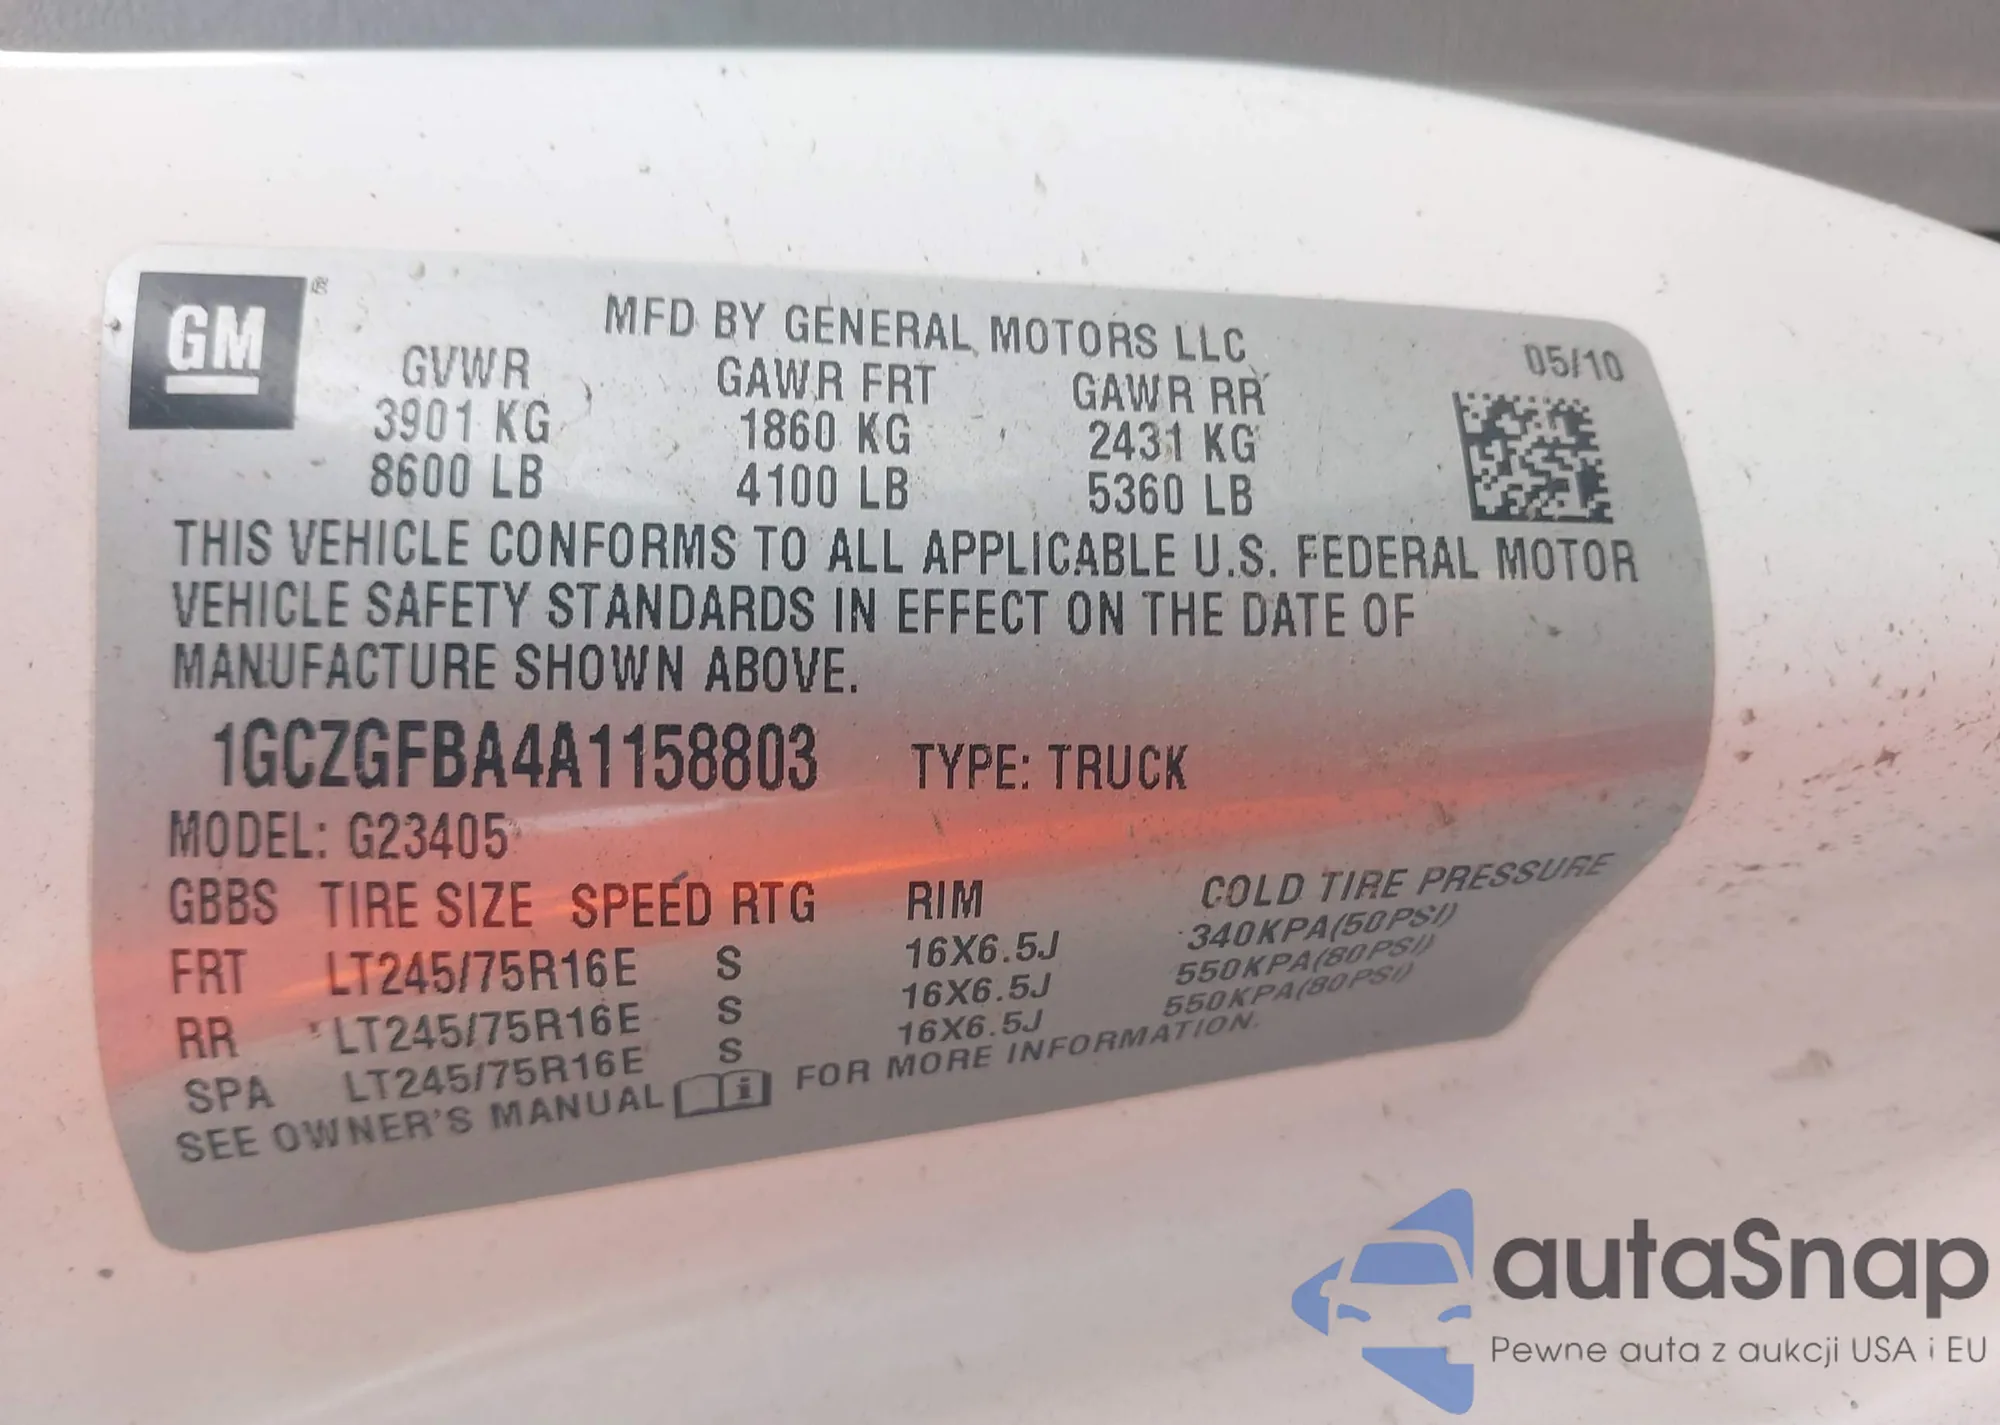 GM ®
MFD BY GENERAL MOTORS LLC
05/10
GVWR GAWR FRT GAWR RR
3901 KG 1860 KG 2431 KG
8600 LB 4100 LB 5360 LB
THIS VEHICLE CONFORMS TO ALL APPLICABLE U.S. FEDERAL MOTOR
VEHICLE SAFETY STANDARDS IN EFFECT ON THE DATE OF
MANUFACTURE SHOWN ABOVE.
1GCZGFBA4A1158803 TYPE: TRUCK
MODEL: G23405
GBBS TIRE SIZE SPEED RTG RIM COLD TIRE PRESSURE
FRT LT245/75R16E S 16X6.5J 340KPA(50PSI)
RR LT245/75R16E S 16X6.5J 550KPA(80PSI)
SPA LT245/75R16E S 16X6.5J 550KPA(80PSI)
SEE OWNER'S MANUAL i FOR MORE INFORMATION.
autaSnap
Pewne auta z aukcji USA i EU